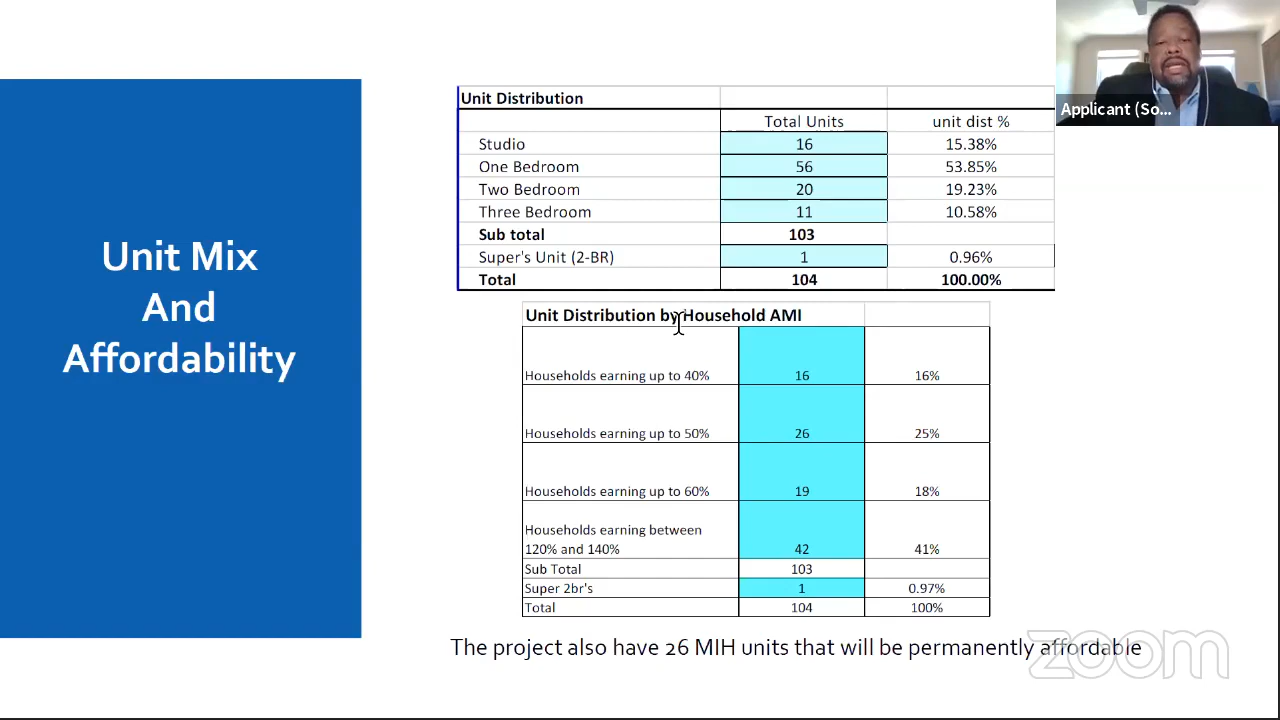 Applicant (So...
Unit Mix
And
Affordability
Unit Distribution
Total Units unit dist %
Studio 16 15.38%
One Bedroom 56 53.85%
Two Bedroom 20 19.23%
Three Bedroom 11 10.58%
Sub total 103
Super's Unit (2-BR) 1 0.96%
Total 104 100.00%
Unit Distribution by Household AMI
Households earning up to 40% 16 16%
Households earning up to 50% 26 25%
Households earning up to 60% 19 18%
Households earning between
120% and 140% 42 41%
Sub Total 103
Super 2br's 1 0.97%
Total 104 100%
The project also have 26 MIH units that will be permanently affordable
zoom